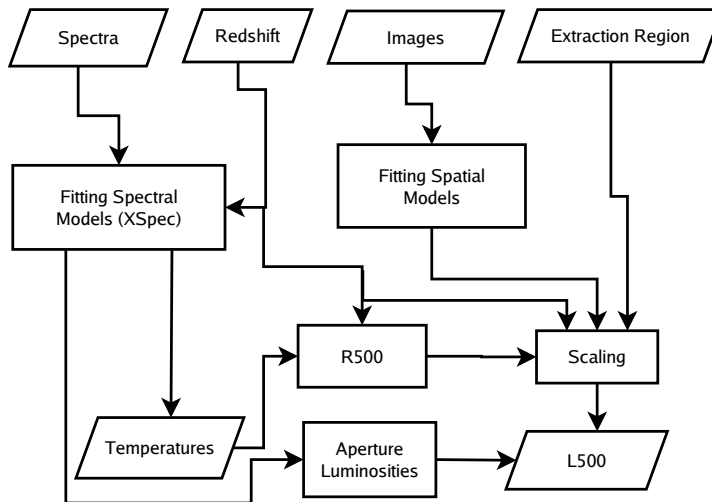 Spectra
Redshift
Images
Extraction Region
Fitting Spectral
Models (XSpec)
Fitting Spatial
Models
R500
Scaling
Temperatures
Aperture
Luminosities
L500